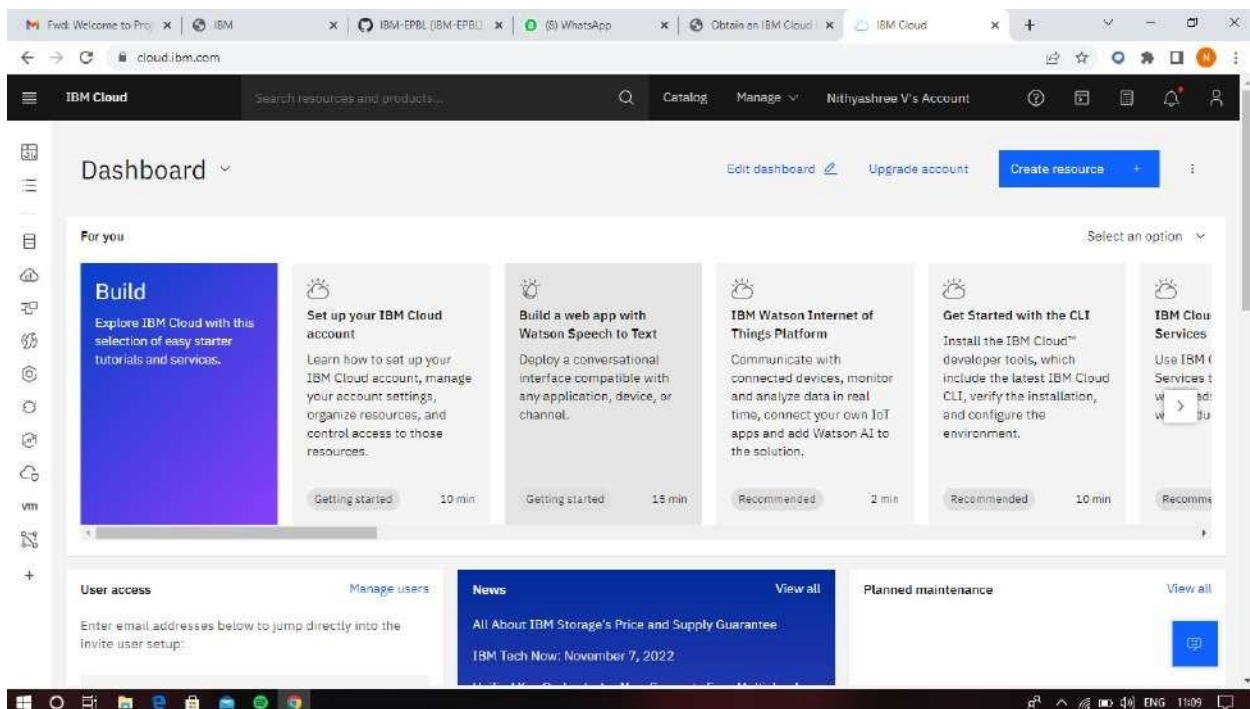 Fwd: Welcome to Pro
IBM
IBM-EPBL (IBM-EPBL)
WhatsApp
Obtain an IBM Cloud
IBM Cloud
cloud.ibm.com
N
IBM Cloud
Search resources and products...
Catalog
Manage
Nithyashree V's Account
Dashboard
Edit dashboard
Upgrade account
Create resource +
For you
Select an option
Build
Explore IBM Cloud with this
selection of easy starter
tutorials and services.
Set up your IBM Cloud
account
Learn how to set up your
IBM Cloud account, manage
your account settings,
organize resources, and
control access to those
resources.
Getting started 10 min
Build a web app with
Watson Speech to Text
Deploy a conversational
interface compatible with
any application, device, or
channel.
Getting started 15 min
IBM Watson Internet of
Things Platform
Communicate with
connected devices, monitor
and analyze data in real
time, connect your own IoT
apps and add Watson AI to
the solution.
Recommended 2 min
Get Started with the CLI
Install the IBM Cloud™
developer tools, which
include the latest IBM Cloud
CLI, verify the installation,
and configure the
environment.
Recommended 10 min
IBM Clou
Services
Use IBM
Services
Recomme
vm
User access
Manage users
Enter email addresses below to jump directly into the
invite user setup:
News
View all
All About IBM Storage's Price and Supply Guarantee
IBM Tech Now: November 7, 2022
Planned maintenance
View all
ENG 11:09